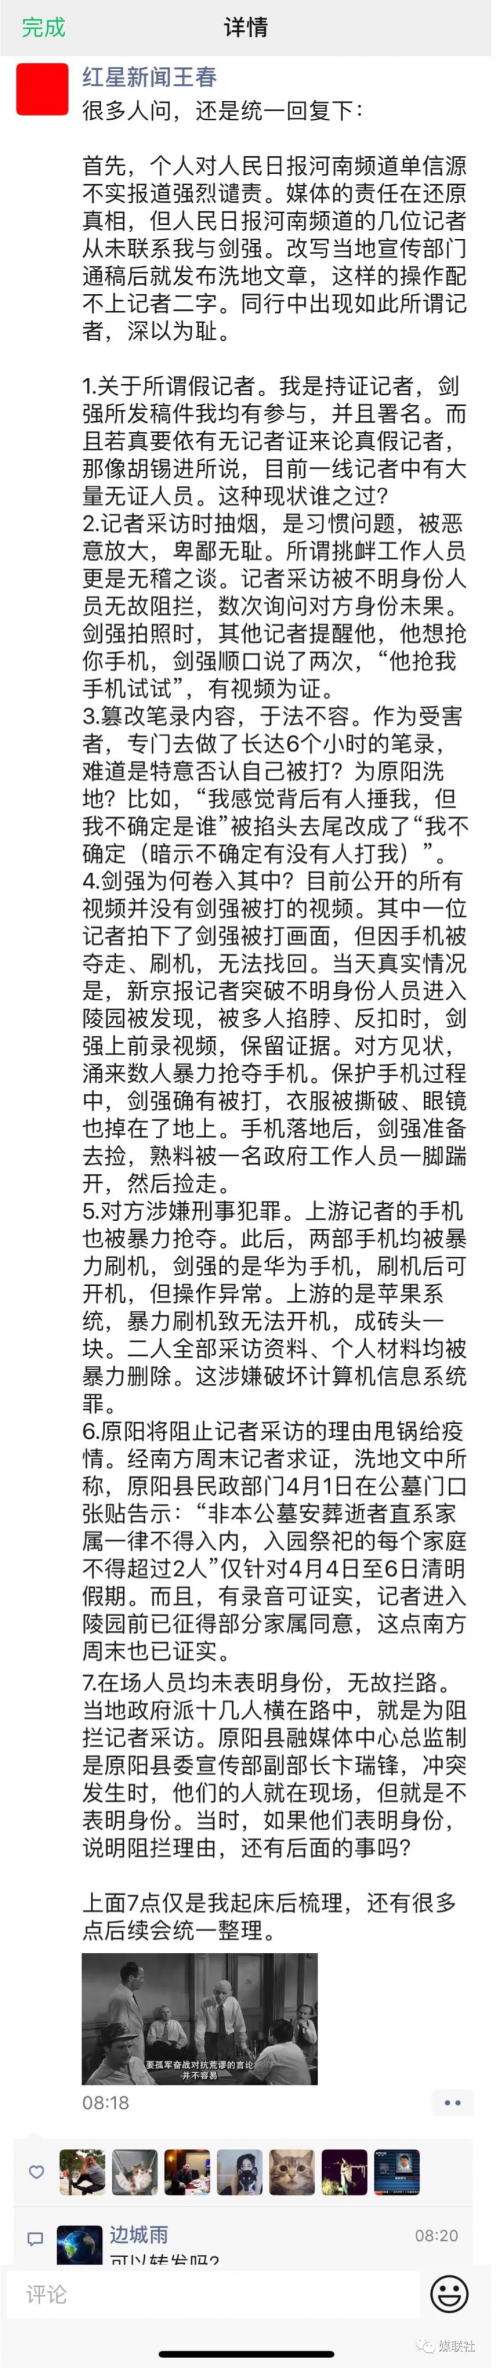 完成
详情
红星新闻王春
很多人问，还是统一回复下：
首先，个人对人民日报河南频道单信源
不实报道强烈谴责。媒体的责任在还原
真相，但人民日报河南频道的几位记者
从未联系我与剑强。改写当地宣传部门
通稿后就发布洗地文章，这样的操作配
不上记者二字。同行中出现如此所谓记
者，深以为耻。
1.关于所谓假记者。我是持证记者，剑
强所发稿件我均有参与，并且署名。而
且若真要依有无记者证来论真假记者，
那像胡锡进所说，目前一线记者中有大
量无证人员。这种现状谁之过？
2.记者采访时抽烟，是习惯问题，被恶
意放大，卑鄙无耻。所谓挑衅工作人员
更是无稽之谈。记者采访被不明身份人
员无故阻拦，数次询问对方身份未果。
剑强拍照时，其他记者提醒他，他想抢
你手机，剑强顺口说了两次，“他抢我
手机试试”，有视频为证。
3.篡改笔录内容，于法不容。作为受害
者，专门去做了长达6个小时的笔录，
难道是特意否认自己被打？为原阳洗
地？比如，“我感觉背后有人捶我，但
我不确定是谁”被掐头去尾改成了“我不
确定（暗示不确定有没有人打我）”。
4.剑强为何卷入其中？目前公开的所有
视频并没有剑强被打的视频。其中一位
记者拍下了剑强被打画面，但因手机被
夺走、刷机，无法找回。当天真实情况
是，新京报记者突破不明身份人员进入
陵园被发现，被多人掐脖、反扣时，剑
强上前录视频，保留证据。对方见状，
涌来数人暴力抢夺手机。保护手机过程
中，剑强确有被打，衣服被撕破、眼镜
也掉在了地上。手机落地后，剑强准备
去捡，熟料被一名政府工作人员一脚踹
开，然后捡走。
5.对方涉嫌刑事犯罪。上游记者的手机
也被暴力抢夺。此后，两部手机均被暴
力刷机，剑强的是华为手机，刷机后可
开机，但操作异常。上游的是苹果系
统，暴力刷机致无法开机，成砖头一
块。二人全部采访资料、个人材料均被
暴力删除。这涉嫌破坏计算机信息系统
罪。
6.原阳将阻止记者采访的理由甩锅给疫
情。经南方周末记者求证，洗地文中所
称，原阳县民政部门4月1日在公墓门口
张贴告示：“非本公墓安葬逝者直系家
属一律不得入内，入园祭祀的每个家庭
不得超过2人”仅针对4月4日至6日清明
假期。而且，有录音可证实，记者进入
陵园前已征得部分家属同意，这点南方
周末也已证实。
7.在场人员均未表明身份，无故拦路。
当地政府派十几人横在路中，就是为阻
拦记者采访。原阳县融媒体中心总监制
是原阳县委宣传部副部长卞瑞锋，冲突
发生时，他们的人就在现场，但就是不
表明身份。当时，如果他们表明身份，
说明阻拦理由，还有后面的事吗？
上面7点仅是我起床后梳理，还有很多
点后续会统一整理。
要孤军奋战对抗荒谬的言论
并不容易
08:18
边城雨
08:20
可以转发吗？
评论
媒联社